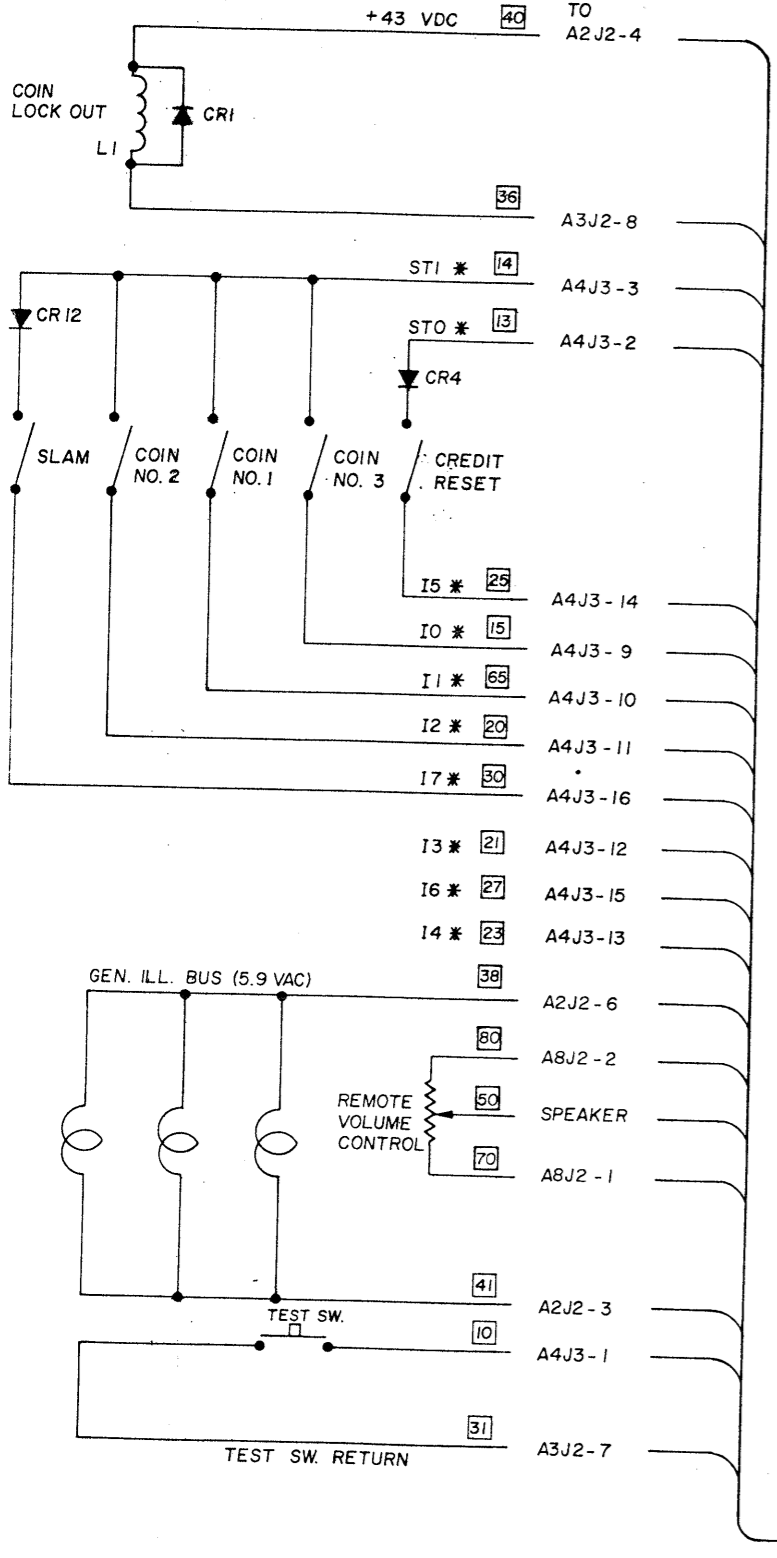 +43 VDC 40 TO
A2J2-4
COIN
LOCK OUT
CR1
L1
36 A3J2-8
ST1 * 14 A4J3-3
CR12
ST0 * 13 A4J3-2
CR4
SLAM
COIN
NO. 2
COIN
NO. 1
COIN
NO. 3
CREDIT
RESET
I5 * 25 A4J3-14
I0 * 15 A4J3-9
I1 * 65 A4J3-10
I2 * 20 A4J3-11
I7 * 30 A4J3-16
I3 * 21 A4J3-12
I6 * 27 A4J3-15
I4 * 23 A4J3-13
GEN. ILL. BUS (5.9 VAC) 38 A2J2-6
80 A8J2-2
REMOTE
VOLUME
CONTROL
50 SPEAKER
70 A8J2-1
41 A2J2-3
TEST SW.
10 A4J3-1
31 A3J2-7
TEST SW. RETURN